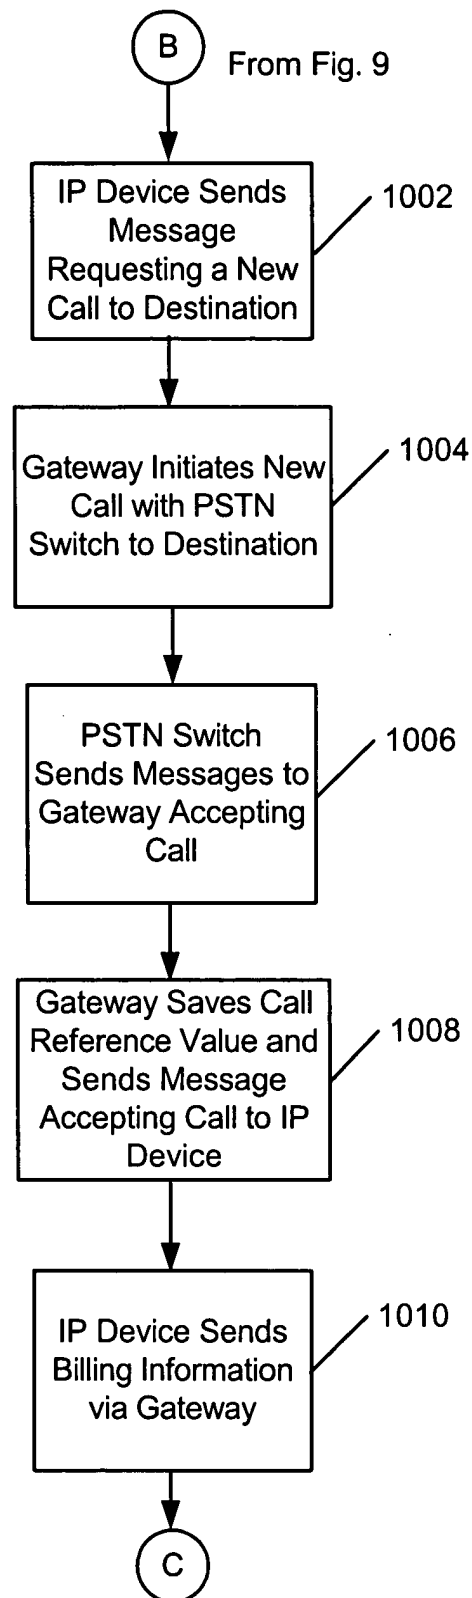 B
From Fig. 9
IP Device Sends
Message
Requesting a New
Call to Destination
1002
Gateway Initiates New
Call with PSTN
Switch to Destination
1004
PSTN Switch
Sends Messages to
Gateway Accepting
Call
1006
Gateway Saves Call
Reference Value and
Sends Message
Accepting Call to IP
Device
1008
IP Device Sends
Billing Information
via Gateway
1010
C